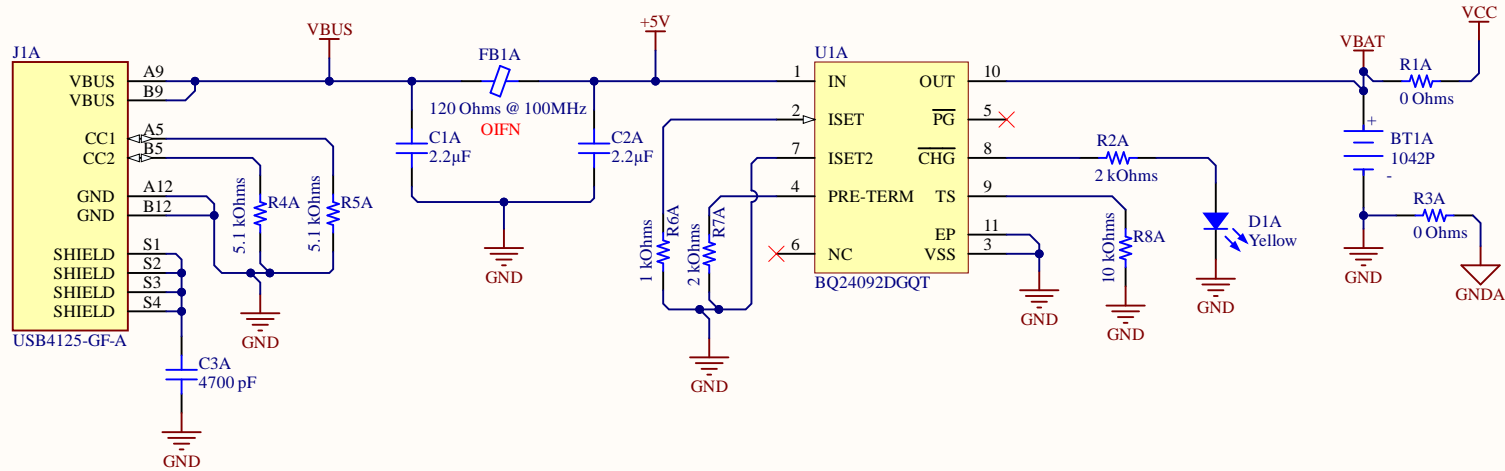 VBUS
+5V
VCC
VBAT
J1A
VBUS A9
VBUS B9
CC1 A5
CC2 B5
GND A12
GND B12
SHIELD S1
SHIELD S2
SHIELD S3
SHIELD S4
USB4125-GF-A
5.1 kOhms R4A
5.1 kOhms R5A
GND
C3A
4700 pF
GND
FB1A
120 Ohms @ 100MHz
OIFN
C1A
2.2µF
C2A
2.2µF
GND
1 kOhms R6A
2 kOhms R7A
GND
U1A
1 IN
2 ISET
7 ISET2
4 PRE-TERM
6 NC
OUT 10
PG 5
CHG 8
TS 9
EP 11
VSS 3
BQ24092DGQT
GND
R2A
2 kOhms
10 kOhms R8A
GND
D1A
Yellow
GND
R1A
0 Ohms
+
BT1A
1042P
-
R3A
0 Ohms
GND
GNDA